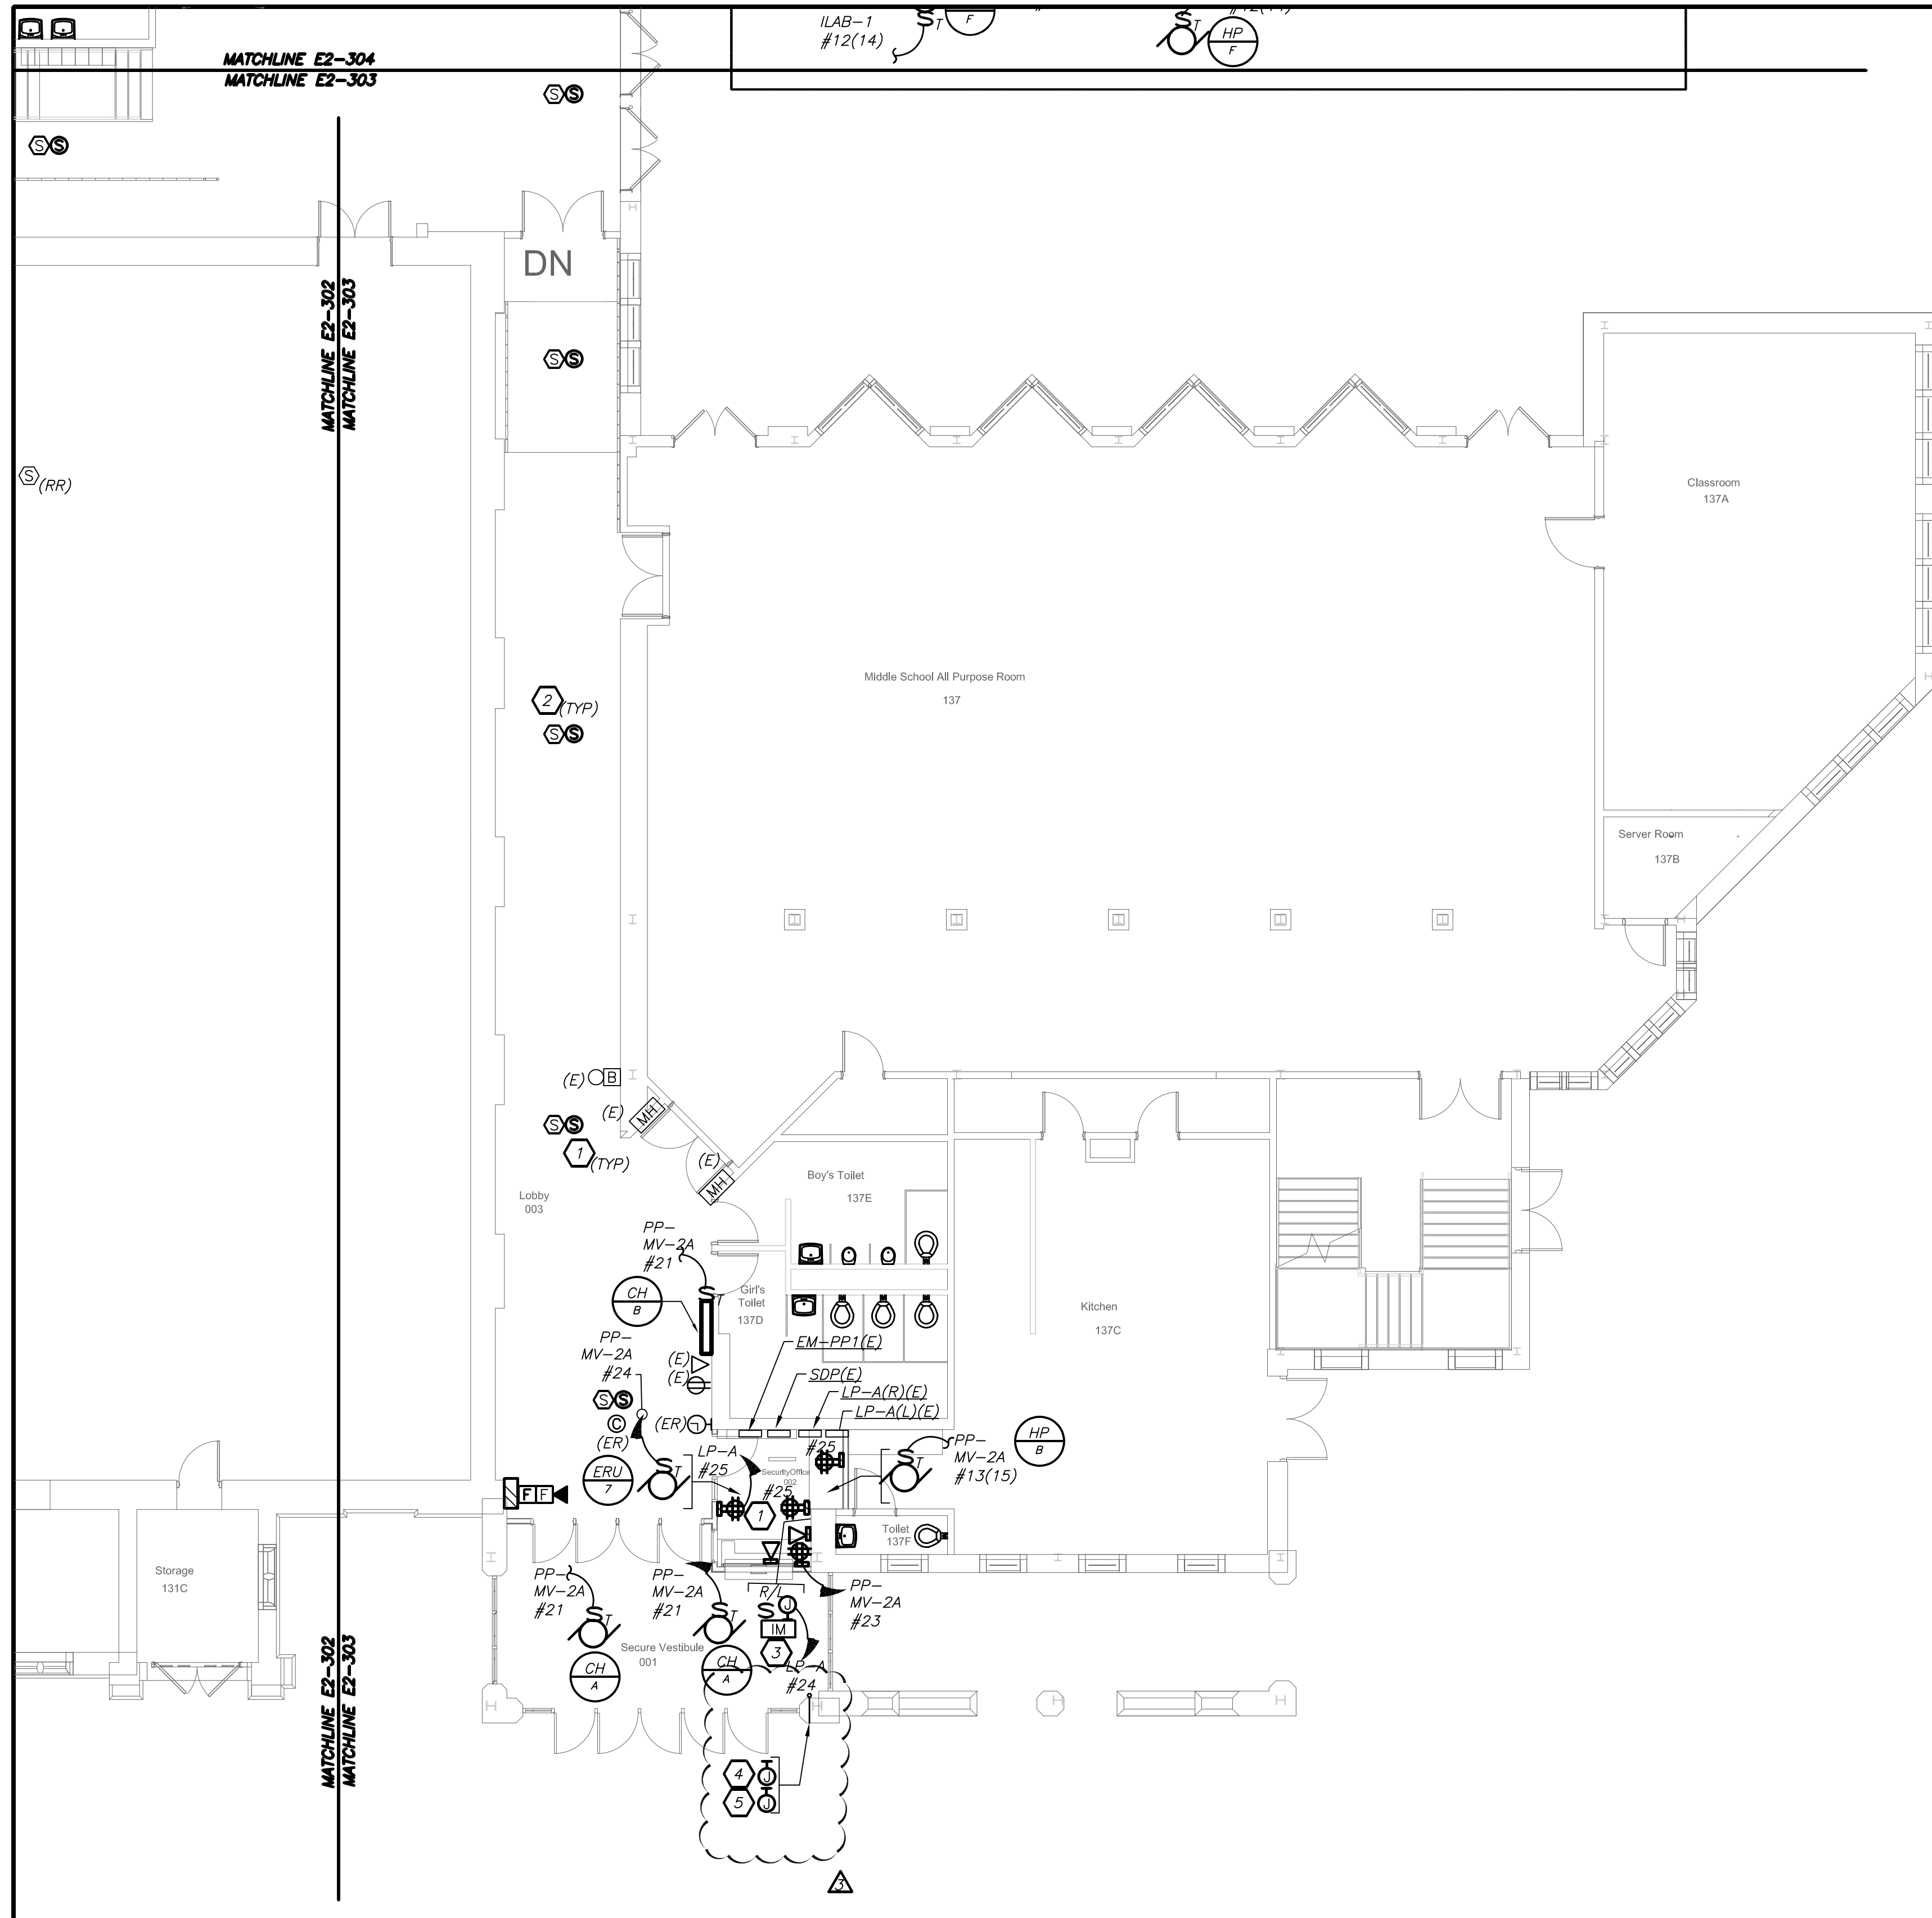 ILAB-1
#12(14)
S
T
F
S
T
HP
F
MATCHLINE E2-304
MATCHLINE E2-303
S S
S S
DN
MATCHLINE E2-302
MATCHLINE E2-303
S S
S (RR)
Classroom
137A
Middle School All Purpose Room
137
2 (TYP)
S S
Server Room
137B
(E) B
(E) MH
S S
1 (TYP)
(E)
MH
Boy's Toilet
137E
Lobby
003
PP-
MV-2A
#21
S
T
CH
B
Girl's
Toilet
137D
Kitchen
137C
PP-
MV-2A
#24
(E)
(E)
EM-PP1(E)
SDP(E)
LP-A(R)(E)
LP-A(L)(E)
S S
C
(ER)
(ER)
HP
B
PP-
MV-2A
#13(15)
S
T
#25
LP-A
#25
S
T
ERU
7
Security Office
002
#25
1
F F
Toilet
137F
Storage
131C
PP-
MV-2A
#21
S
T
PP-
MV-2A
#21
S
T
R/L
S J
IM
3
PP-
MV-2A
#23
Secure Vestibule
001
CH
A
CH
A
LP-A
#24
MATCHLINE E2-302
MATCHLINE E2-303
4 J
5 J
3